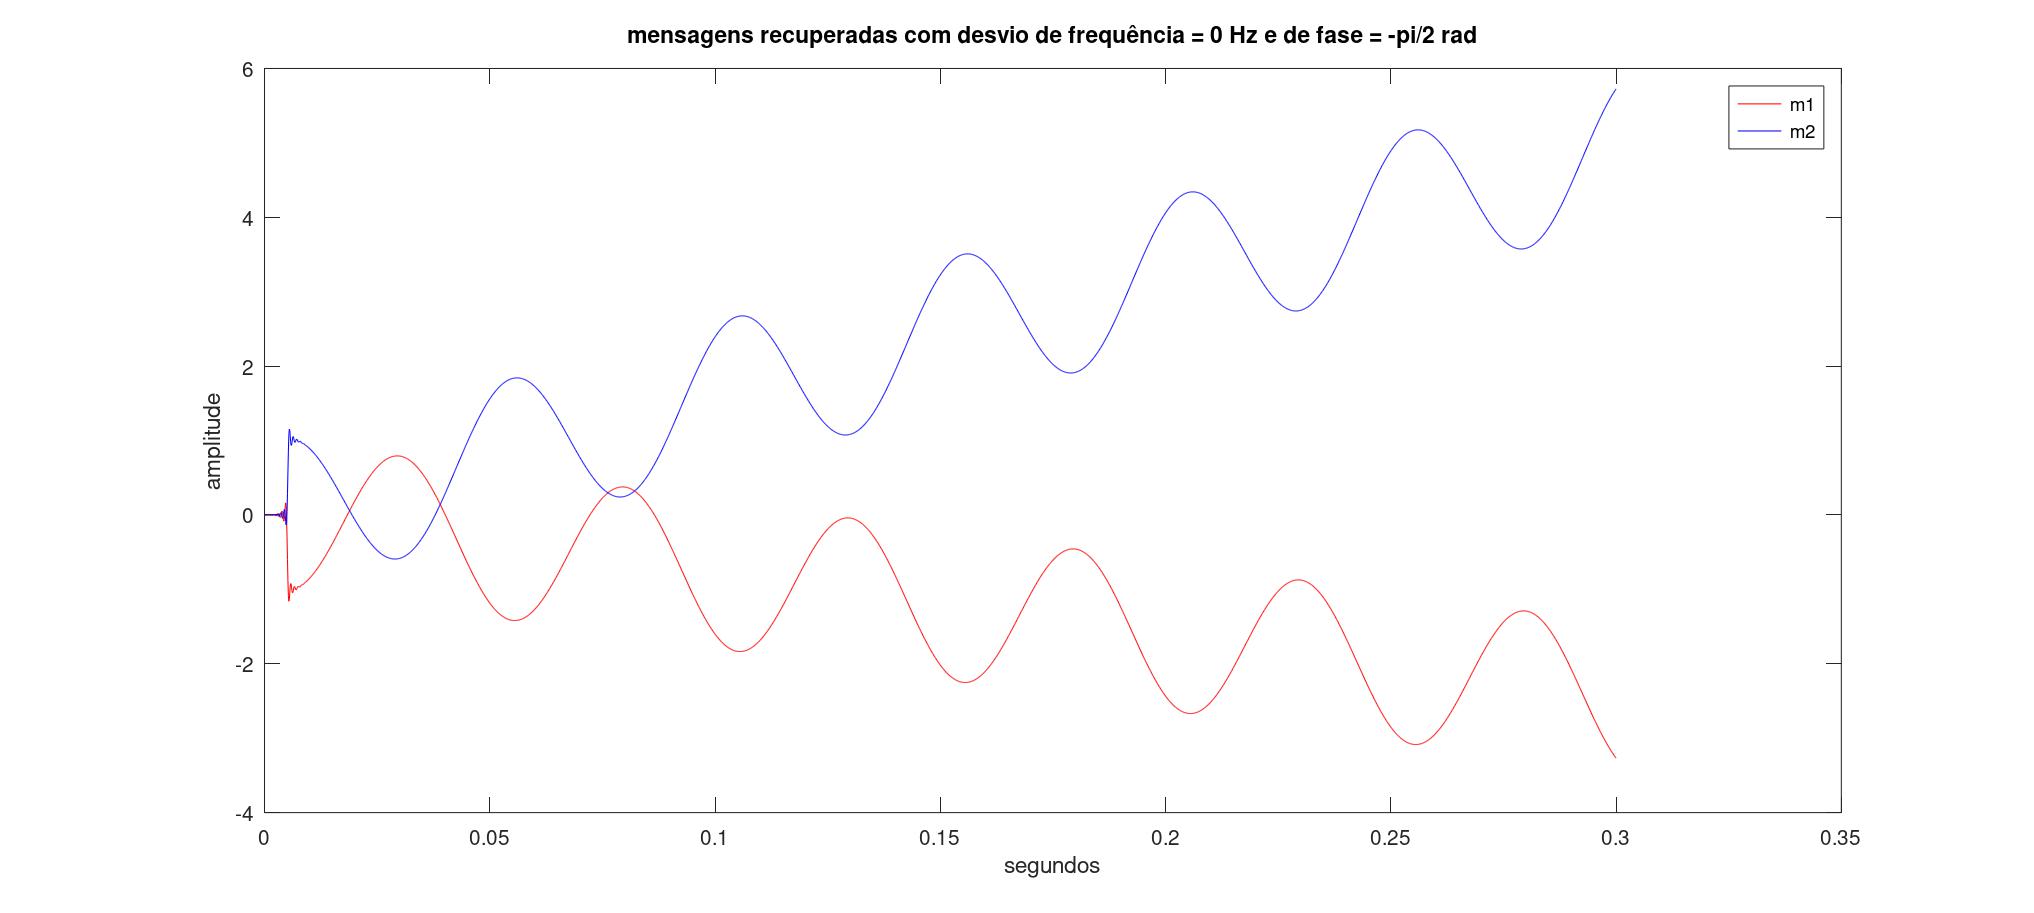 mensagens recuperadas com desvio de frequência = 0 Hz e de fase = -pi/2 rad
6
m1
m2
4
2
0
-2
-4
amplitude
0 0.05 0.1 0.15 0.2 0.25 0.3 0.35
segundos